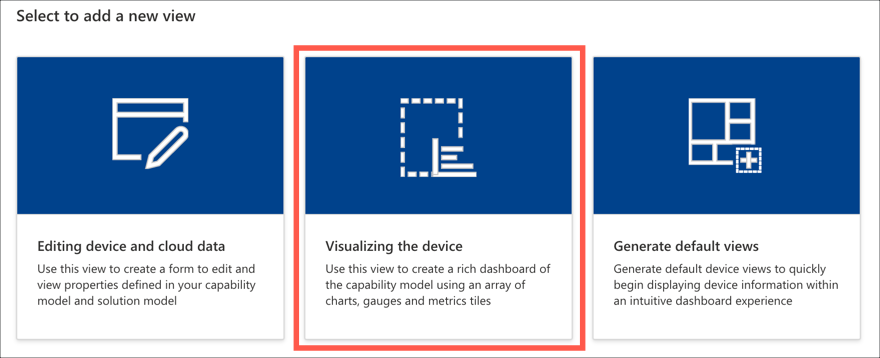 Select to add a new view
Editing device and cloud data
Use this view to create a form to edit and
view properties defined in your capability
model and solution model
Visualizing the device
Use this view to create a rich dashboard of
the capability model using an array of
charts, gauges and metrics tiles
Generate default views
Generate default device views to quickly
begin displaying device information within
an intuitive dashboard experience